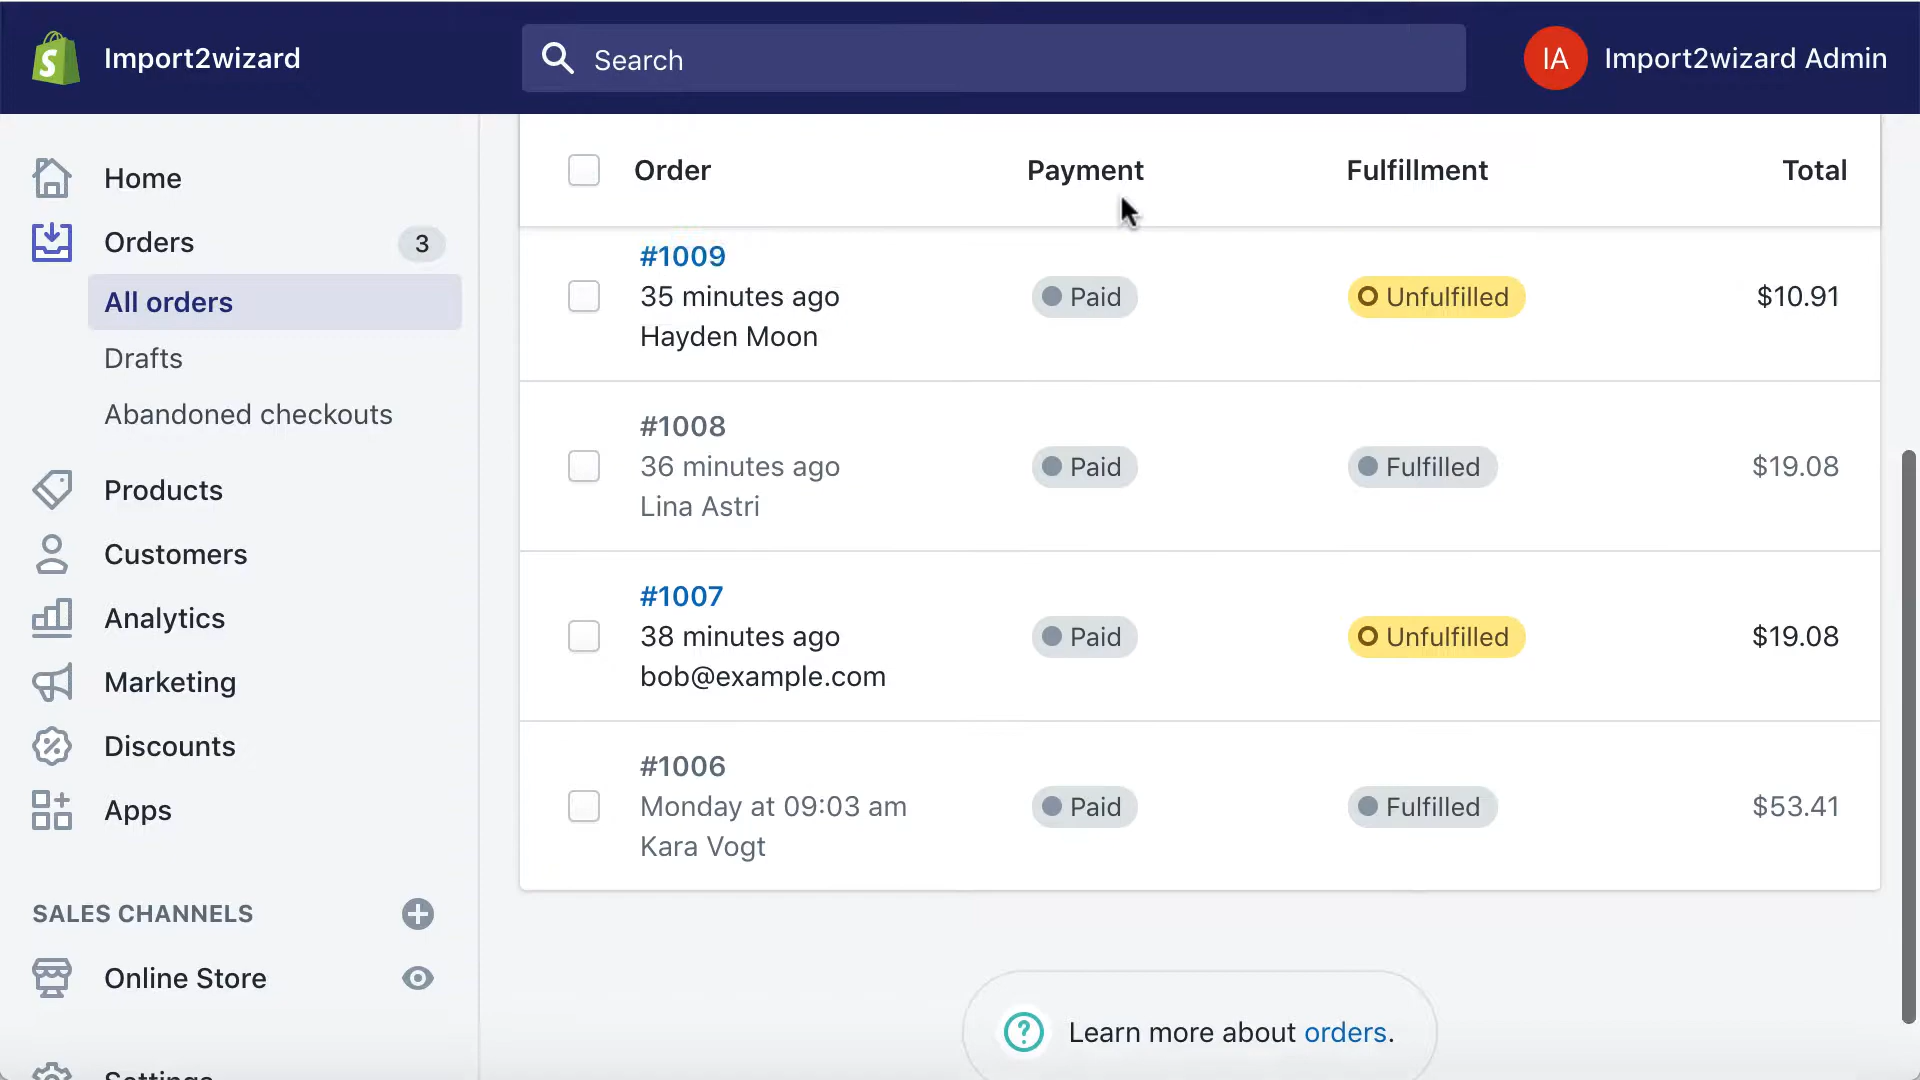 Import2wizard
Search
IA
Import2wizard Admin
Home
Orders
3
All orders
Drafts
Abandoned checkouts
Products
Customers
Analytics
Marketing
Discounts
Apps
SALES CHANNELS
Online Store
Settings
Order Payment Fulfillment Total
#1009
35 minutes ago Paid Unfulfilled $10.91
Hayden Moon
#1008
36 minutes ago Paid Fulfilled $19.08
Lina Astri
#1007
38 minutes ago Paid Unfulfilled $19.08
bob@example.com
#1006
Monday at 09:03 am Paid Fulfilled $53.41
Kara Vogt
Learn more about orders.